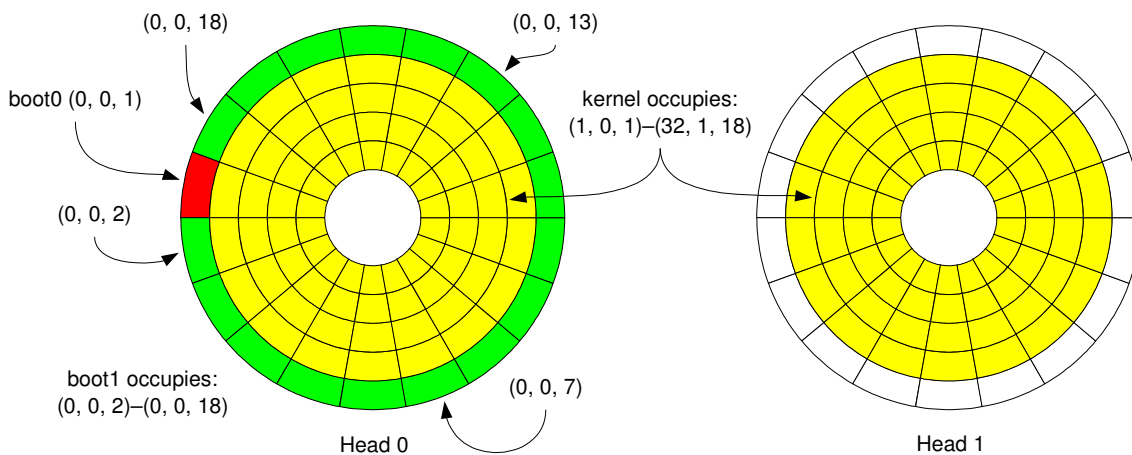 (0, 0, 18)
(0, 0, 13)
boot0 (0, 0, 1)
kernel occupies:
(1, 0, 1)–(32, 1, 18)
(0, 0, 2)
boot1 occupies:
(0, 0, 2)–(0, 0, 18)
(0, 0, 7)
Head 0
Head 1